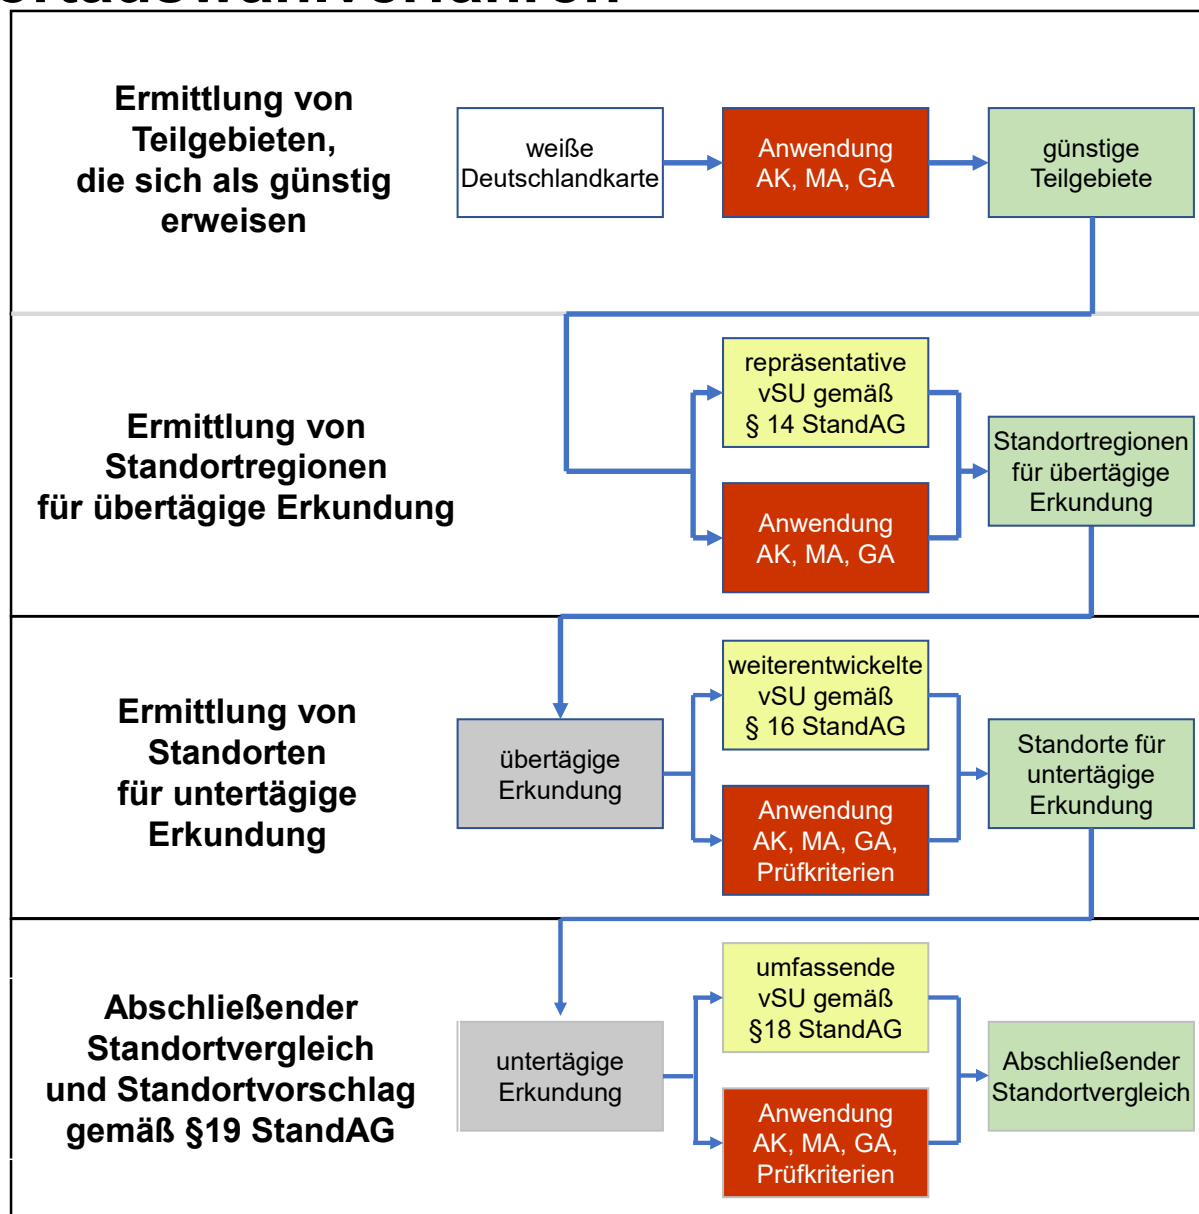 Ermittlung von
Teilgebieten,
die sich als günstig
erweisen
weiße
Deutschlandkarte
Anwendung
AK, MA, GA
günstige
Teilgebiete
Ermittlung von
Standortregionen
für übertägige Erkundung
repräsentative
vSU gemäß
§ 14 StandAG
Anwendung
AK, MA, GA
Standortregionen
für übertägige
Erkundung
Ermittlung von
Standorten
für untertägige
Erkundung
übertägige
Erkundung
weiterentwickelte
vSU gemäß
§ 16 StandAG
Anwendung
AK, MA, GA,
Prüfkriterien
Standorte für
untertägige
Erkundung
Abschließender
Standortvergleich
und Standortvorschlag
gemäß §19 StandAG
untertägige
Erkundung
umfassende
vSU gemäß
§18 StandAG
Anwendung
AK, MA, GA,
Prüfkriterien
Abschließender
Standortvergleich